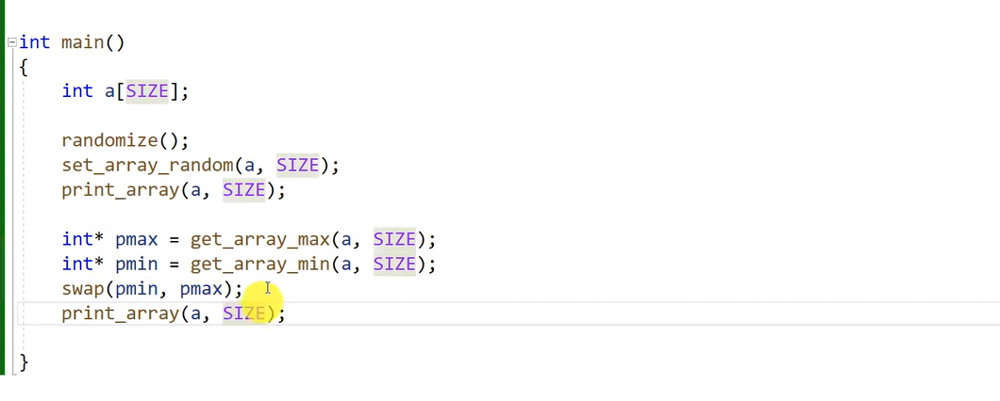 int main()
{
int a[SIZE];
randomize();
set_array_random(a, SIZE);
print_array(a, SIZE);
int* pmax = get_array_max(a, SIZE);
int* pmin = get_array_min(a, SIZE);
swap(pmin, pmax);
print_array(a, SIZE);
}